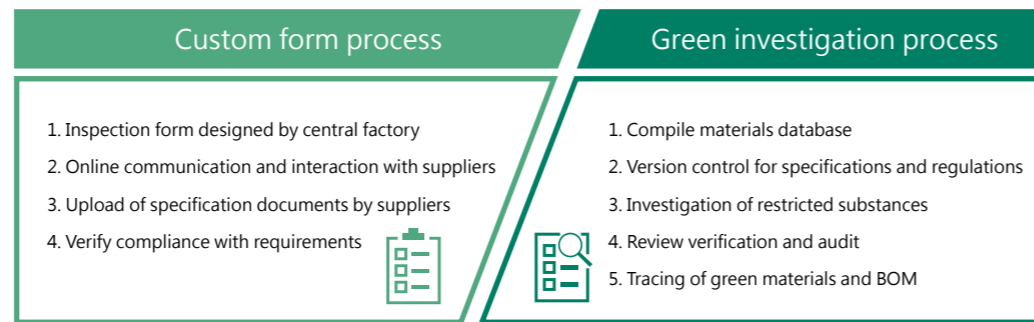 Custom form process
1. Inspection form designed by central factory
2. Online communication and interaction with suppliers
3. Upload of specification documents by suppliers
4. Verify compliance with requirements
Green investigation process
1. Compile materials database
2. Version control for specifications and regulations
3. Investigation of restricted substances
4. Review verification and audit
5. Tracing of green materials and BOM